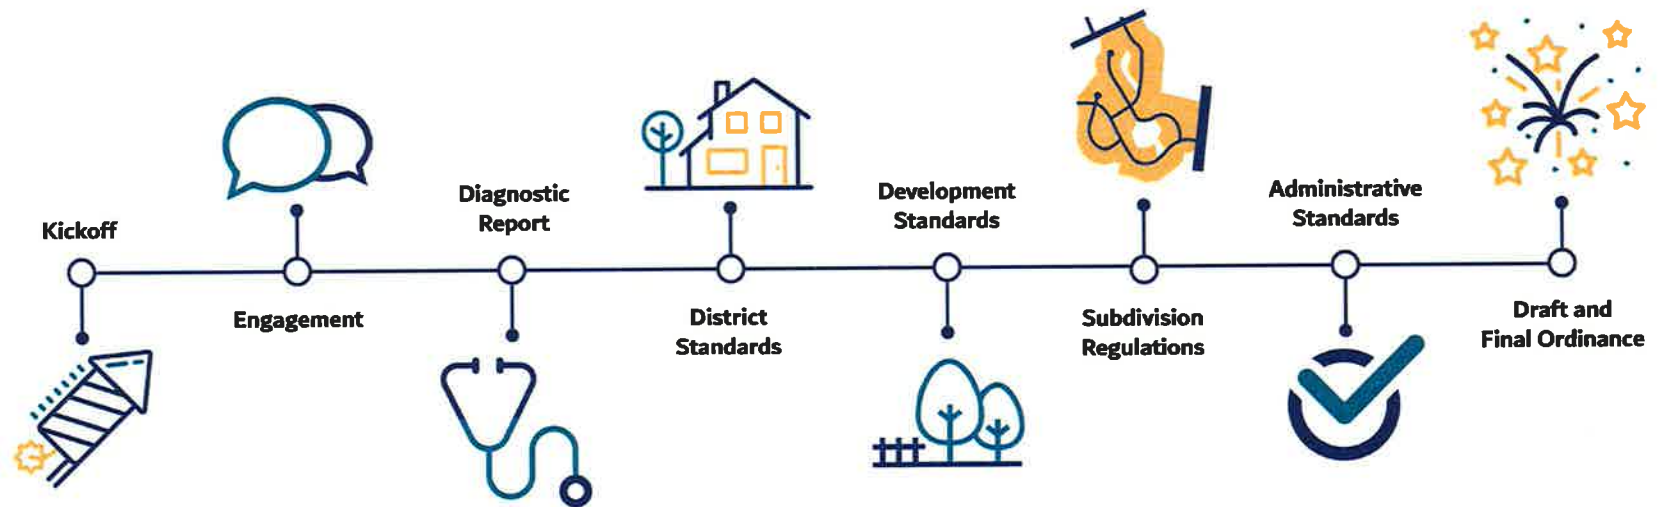 Kickoff
Engagement
Diagnostic
Report
District
Standards
Development
Standards
Subdivision
Regulations
Administrative
Standards
Draft and
Final Ordinance